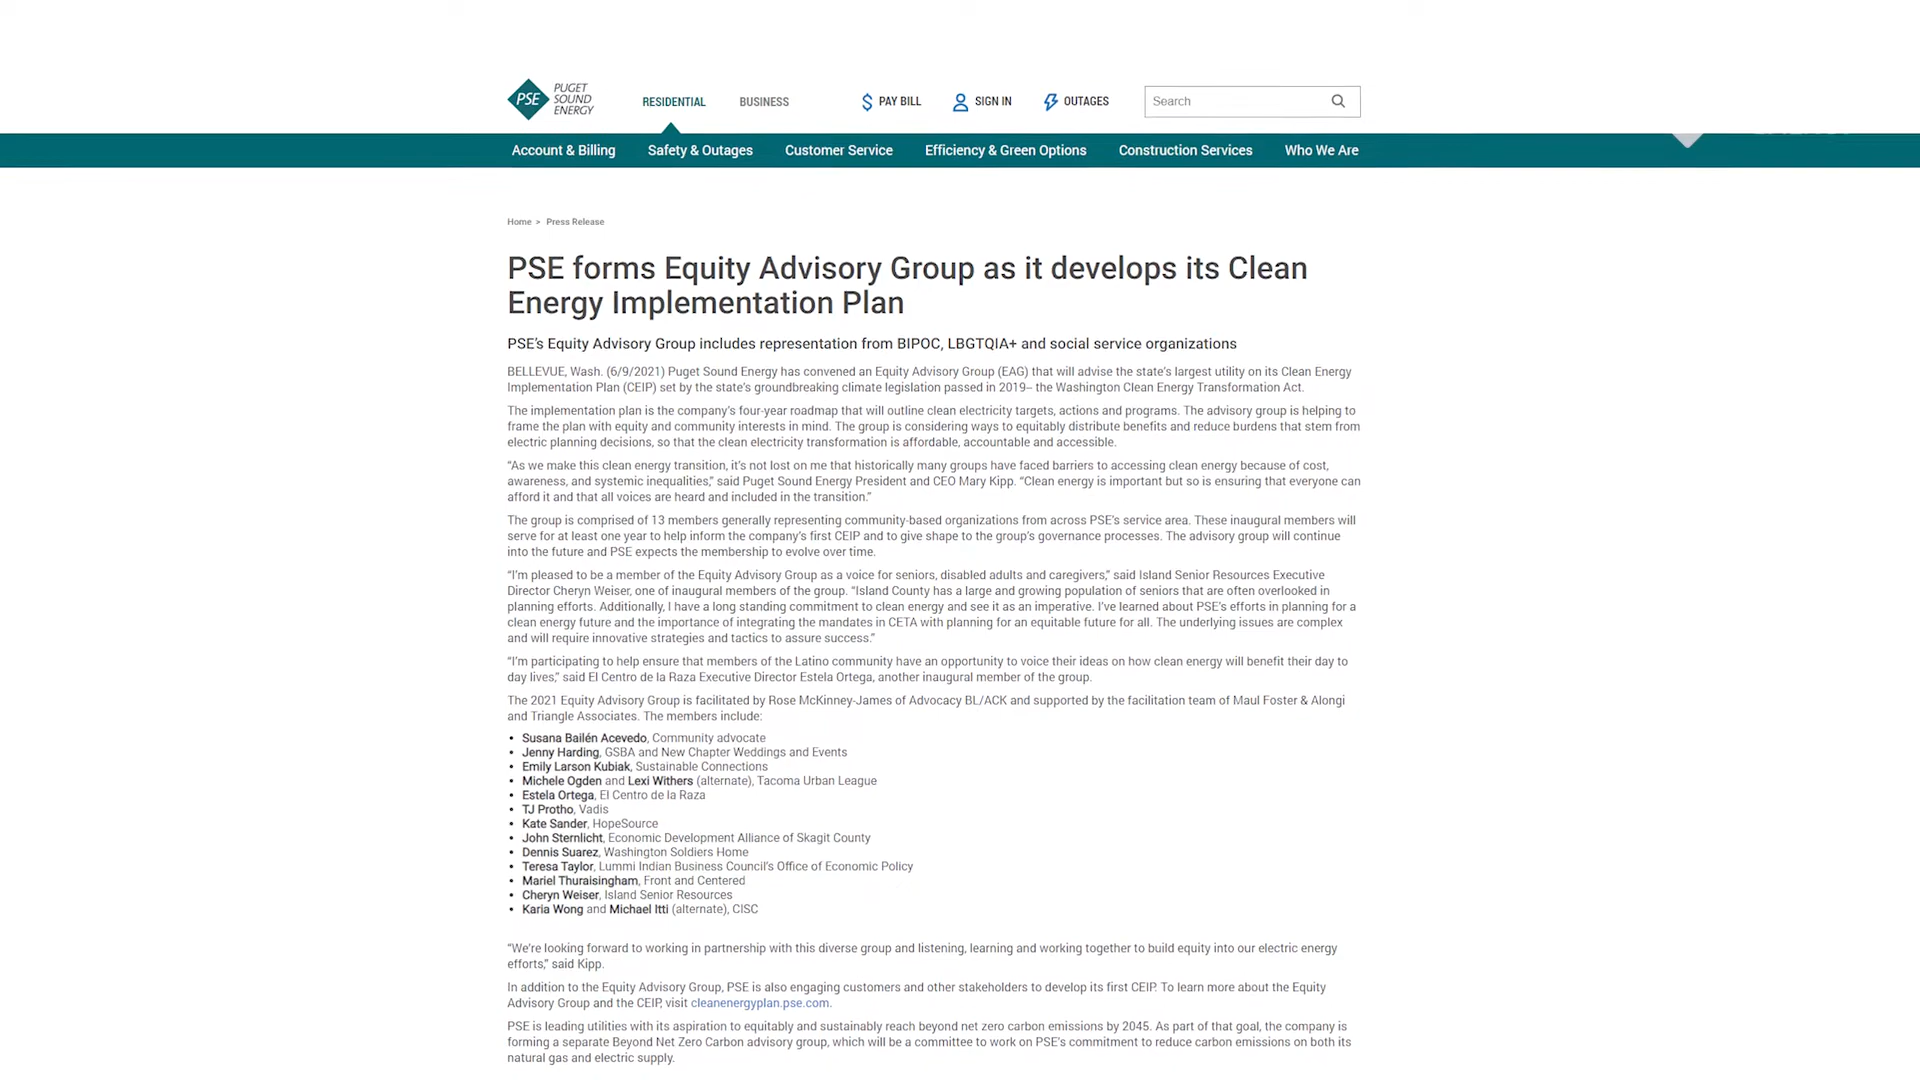 PSE PUGET SOUND ENERGY
RESIDENTIAL
BUSINESS
PAY BILL
SIGN IN
OUTAGES
Search
Account & Billing
Safety & Outages
Customer Service
Efficiency & Green Options
Construction Services
Who We Are
Home > Press Release
PSE forms Equity Advisory Group as it develops its Clean
Energy Implementation Plan
PSE’s Equity Advisory Group includes representation from BIPOC, LBGTQIA+ and social service organizations
BELLEVUE, Wash. (6/9/2021) Puget Sound Energy has convened an Equity Advisory Group (EAG) that will advise the state’s largest utility on its Clean Energy
Implementation Plan (CEIP) set by the state’s groundbreaking climate legislation passed in 2019– the Washington Clean Energy Transformation Act.
The implementation plan is the company’s four-year roadmap that will outline clean electricity targets, actions and programs. The advisory group is helping to
frame the plan with equity and community interests in mind. The group is considering ways to equitably distribute benefits and reduce burdens that stem from
electric planning decisions, so that the clean electricity transformation is affordable, accountable and accessible.
“As we make this clean energy transition, it’s not lost on me that historically many groups have faced barriers to accessing clean energy because of cost,
awareness, and systemic inequalities,” said Puget Sound Energy President and CEO Mary Kipp. “Clean energy is important but so is ensuring that everyone can
afford it and that all voices are heard and included in the transition.”
The group is comprised of 13 members generally representing community-based organizations from across PSE’s service area. These inaugural members will
serve for at least one year to help inform the company’s first CEIP and to give shape to the group’s governance processes. The advisory group will continue
into the future and PSE expects the membership to evolve over time.
“I’m pleased to be a member of the Equity Advisory Group as a voice for seniors, disabled adults and caregivers,” said Island Senior Resources Executive
Director Cheryn Weiser, one of inaugural members of the group. “Island County has a large and growing population of seniors that are often overlooked in
planning efforts. Additionally, I have a long standing commitment to clean energy and see it as an imperative. I’ve learned about PSE’s efforts in planning for a
clean energy future and the importance of integrating the mandates in CETA with planning for an equitable future for all. The underlying issues are complex
and will require innovative strategies and tactics to assure success.”
“I’m participating to help ensure that members of the Latino community have an opportunity to voice their ideas on how clean energy will benefit their day to
day lives,” said El Centro de la Raza Executive Director Estela Ortega, another inaugural member of the group.
The 2021 Equity Advisory Group is facilitated by Rose McKinney-James of Advocacy BL/ACK and supported by the facilitation team of Maul Foster & Alongi
and Triangle Associates. The members include:
• Susana Bailén Acevedo, Community advocate
• Jenny Harding, GSBA and New Chapter Weddings and Events
• Emily Larson Kubiak, Sustainable Connections
• Michele Ogden and Lexi Withers (alternate), Tacoma Urban League
• Estela Ortega, El Centro de la Raza
• TJ Protho, Vadis
• Kate Sander, HopeSource
• John Sternlicht, Economic Development Alliance of Skagit County
• Dennis Suarez, Washington Soldiers Home
• Teresa Taylor, Lummi Indian Business Council’s Office of Economic Policy
• Mariel Thuraisingham, Front and Centered
• Cheryn Weiser, Island Senior Resources
• Karia Wong and Michael Itti (alternate), CISC
“We’re looking forward to working in partnership with this diverse group and listening, learning and working together to build equity into our electric energy
efforts,” said Kipp.
In addition to the Equity Advisory Group, PSE is also engaging customers and other stakeholders to develop its first CEIP. To learn more about the Equity
Advisory Group and the CEIP, visit cleanenergyplan.pse.com.
PSE is leading utilities with its aspiration to equitably and sustainably reach beyond net zero carbon emissions by 2045. As part of that goal, the company is
forming a separate Beyond Net Zero Carbon advisory group, which will be a committee to work on PSE’s commitment to reduce carbon emissions on both its
natural gas and electric supply.